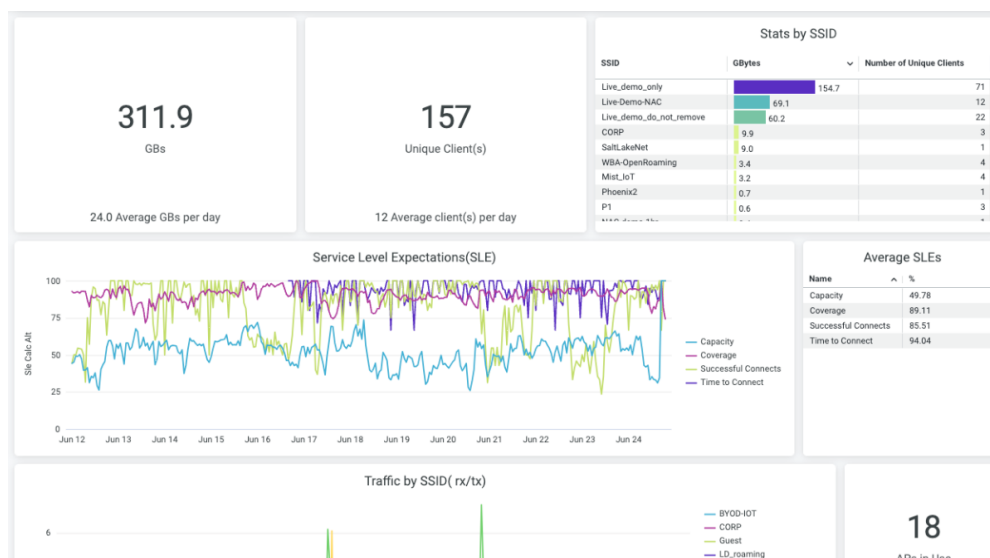 311.9
GBs
24.0 Average GBs per day
157
Unique Client(s)
12 Average client(s) per day
Stats by SSID
SSID GBytes Number of Unique Clients
Live_demo_only 154.7 71
Live-Demo-NAC 69.1 12
Live_demo_do_not_remove 60.2 22
CORP 9.9 3
SaltLakeNet 9.0 1
WBA-OpenRoaming 3.4 4
Mist_IoT 3.2 4
Phoenix2 0.7 1
P1 0.6 3
Service Level Expectations(SLE)
Sle Calc Alt
100
75
50
25
0
Jun 12 Jun 13 Jun 14 Jun 15 Jun 16 Jun 17 Jun 18 Jun 19 Jun 20 Jun 21 Jun 22 Jun 23 Jun 24
Capacity
Coverage
Successful Connects
Time to Connect
Average SLEs
Name %
Capacity 49.78
Coverage 89.11
Successful Connects 85.51
Time to Connect 94.04
Traffic by SSID( rx/tx)
6
BYOD-IOT
CORP
Guest
LD_roaming
18